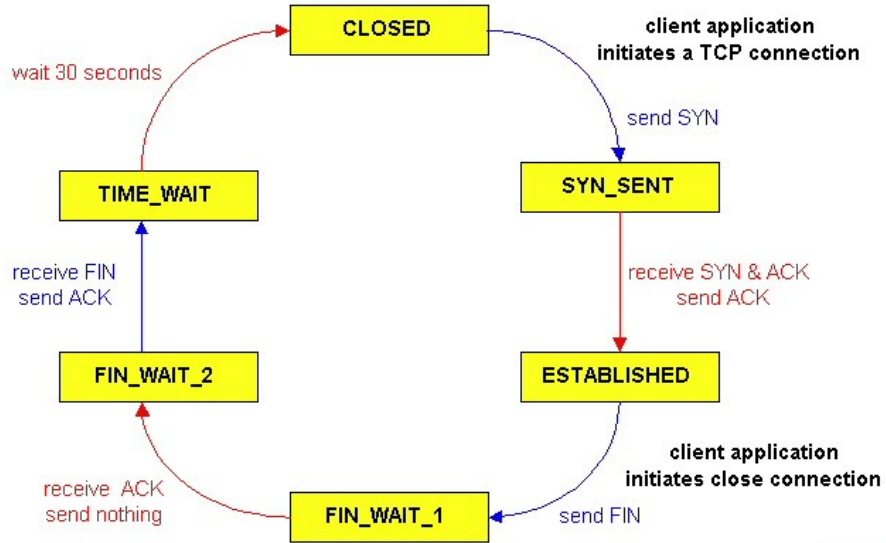 CLOSED
client application
initiates a TCP connection
wait 30 seconds
send SYN
TIME_WAIT
SYN_SENT
receive FIN
send ACK
receive SYN & ACK
send ACK
FIN_WAIT_2
ESTABLISHED
client application
initiates close connection
receive ACK
send nothing
FIN_WAIT_1
send FIN